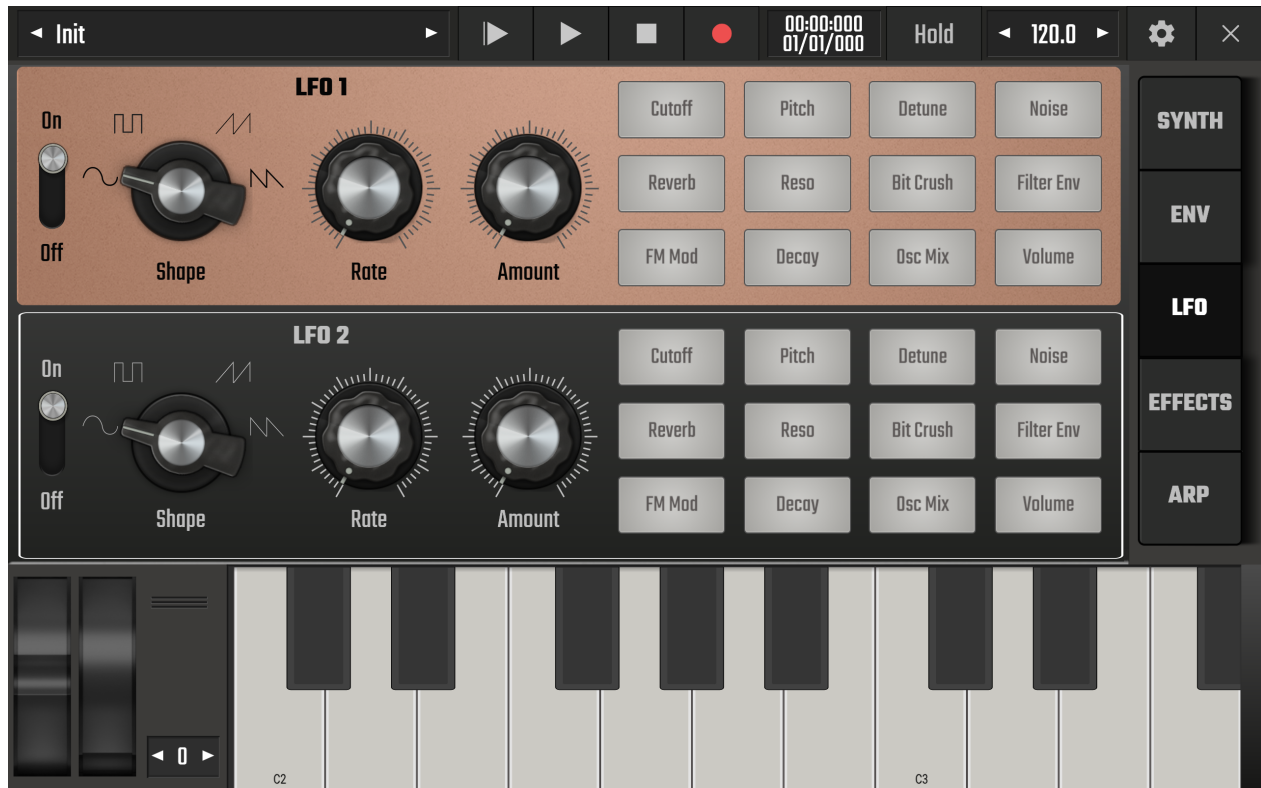 Init
00:00:000
01/01/000
Hold
120.0
LFO 1
On
Off
Shape
Rate
Amount
Cutoff Pitch Detune Noise
Reverb Reso Bit Crush Filter Env
FM Mod Decay Osc Mix Volume
LFO 2
On
Off
Shape
Rate
Amount
Cutoff Pitch Detune Noise
Reverb Reso Bit Crush Filter Env
FM Mod Decay Osc Mix Volume
SYNTH
ENV
LFO
EFFECTS
ARP
0
C2
C3